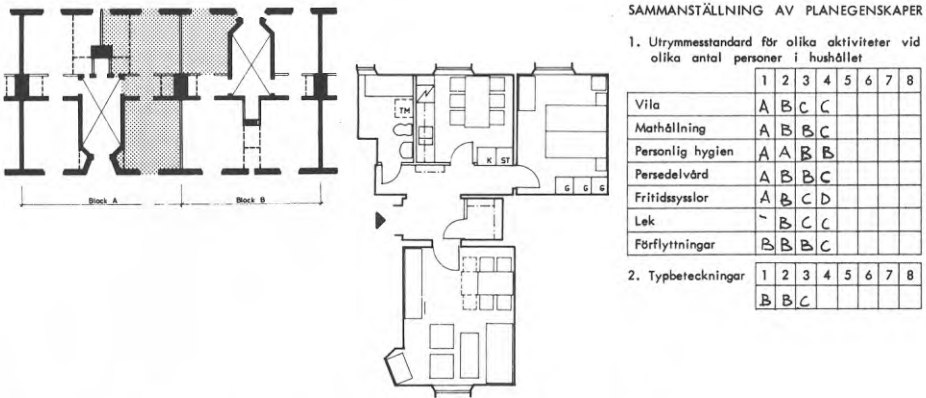 Block A
Block B
TM
K ST
G G G
SAMMANSTÄLLNING AV PLANEGENSKAPER
1. Utrymmesstandard för olika aktiviteter vid
olika antal personer i hushållet
1 2 3 4 5 6 7 8
Vila A B C C
Mathållning A B B C
Personlig hygien A A B B
Persedelvård A B B C
Fritidssysslor A B C D
Lek - B C C
Förflyttningar B B B C
2. Typbeteckningar 1 2 3 4 5 6 7 8
B B C